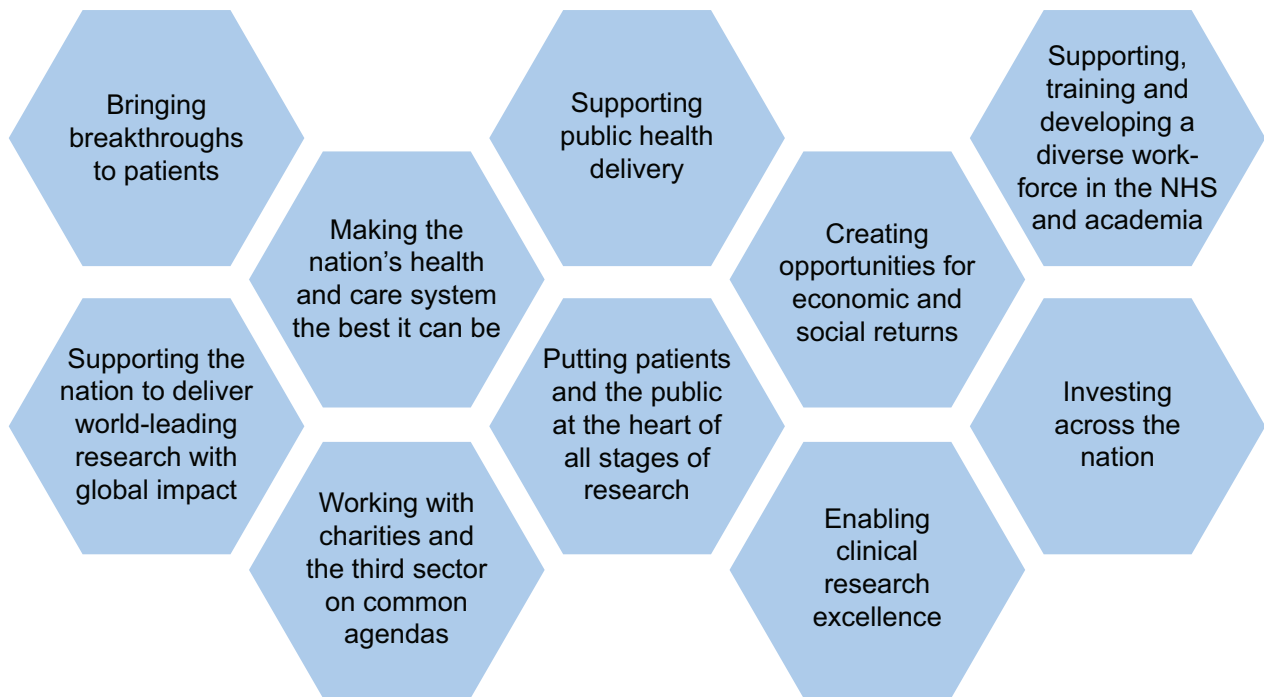 Bringing
breakthroughs
to patients
Supporting
public health
delivery
Supporting,
training and
developing a
diverse work-
force in the NHS
and academia
Making the
nation’s health
and care system
the best it can be
Creating
opportunities for
economic and
social returns
Supporting the
nation to deliver
world-leading
research with
global impact
Putting patients
and the public
at the heart of
all stages of
research
Investing
across the
nation
Working with
charities and
the third sector
on common
agendas
Enabling
clinical
research
excellence